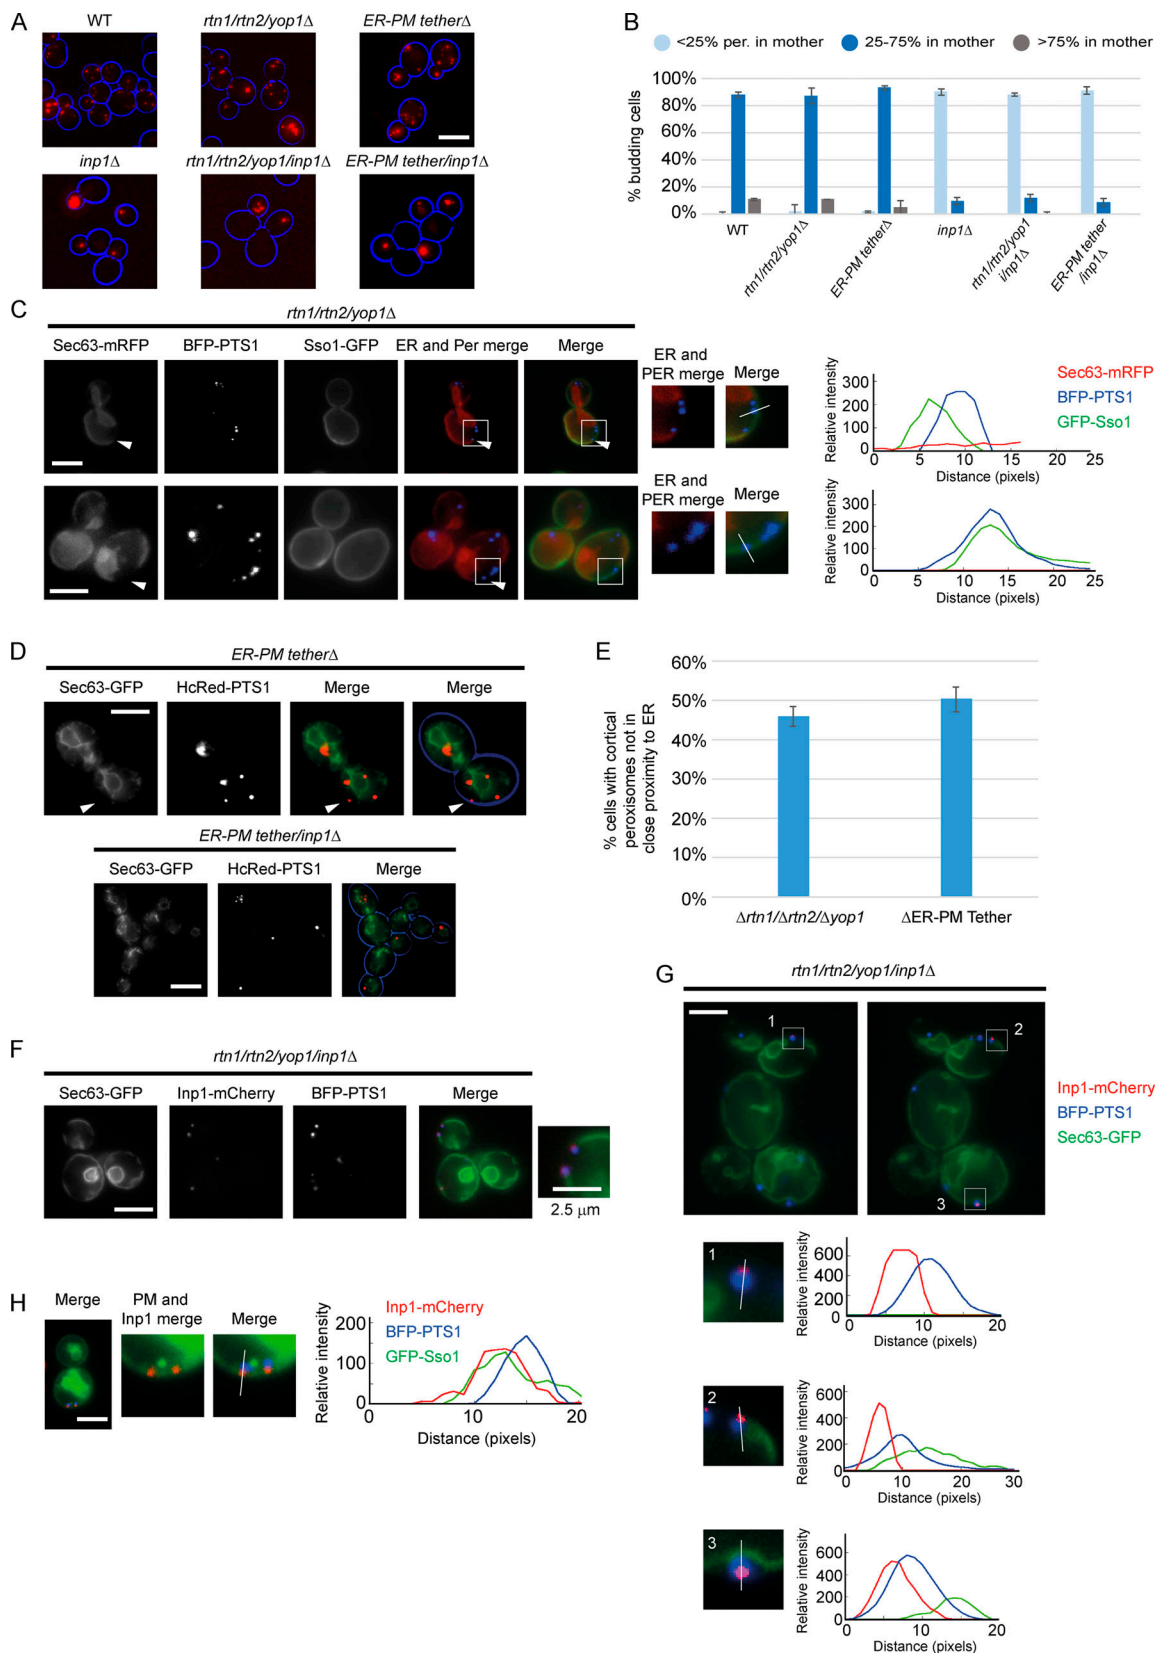 A
WT
rtn1/rtn2/yop1Δ
ER-PM tetherΔ
inp1Δ
rtn1/rtn2/yop1/inp1Δ
ER-PM tether/inp1Δ
B
<25% per. in mother
25-75% in mother
>75% in mother
% budding cells
100%
80%
60%
40%
20%
0%
WT
rtn1/rtn2/yop1Δ
ER-PM tetherΔ
inp1Δ
rtn1/rtn2/yop1
i/np1Δ
ER-PM tether
/inp1Δ
C
rtn1/rtn2/yop1Δ
Sec63-mRFP
BFP-PTS1
Sso1-GFP
ER and Per merge
Merge
ER and
PER merge
Merge
ER and
PER merge
Merge
Relative intensity
300
200
100
0
0 5 10 15 20 25
Distance (pixels)
Sec63-mRFP
BFP-PTS1
GFP-Sso1
Relative intensity
300
200
100
0
0 5 10 15 20 24
Distance (pixels)
D
ER-PM tetherΔ
Sec63-GFP
HcRed-PTS1
Merge
Merge
ER-PM tether/inp1Δ
Sec63-GFP
HcRed-PTS1
Merge
E
% cells with cortical
peroxisomes not in
close proximity to ER
60%
50%
40%
30%
20%
10%
0%
Δrtn1/Δrtn2/Δyop1
ΔER-PM Tether
F
rtn1/rtn2/yop1/inp1Δ
Sec63-GFP
Inp1-mCherry
BFP-PTS1
Merge
2.5 μm
G
rtn1/rtn2/yop1/inp1Δ
1
2
3
Inp1-mCherry
BFP-PTS1
Sec63-GFP
1
Relative intensity
600
400
200
0
0 10 20
Distance (pixels)
2
Relative intensity
600
400
200
0
0 10 20 30
Distance (pixels)
3
Relative intensity
600
400
200
0
0 10 20
Distance (pixels)
H
Merge
PM and
Inp1 merge
Merge
Relative intensity
200
100
0
0 10 20
Distance (pixels)
Inp1-mCherry
BFP-PTS1
GFP-Sso1